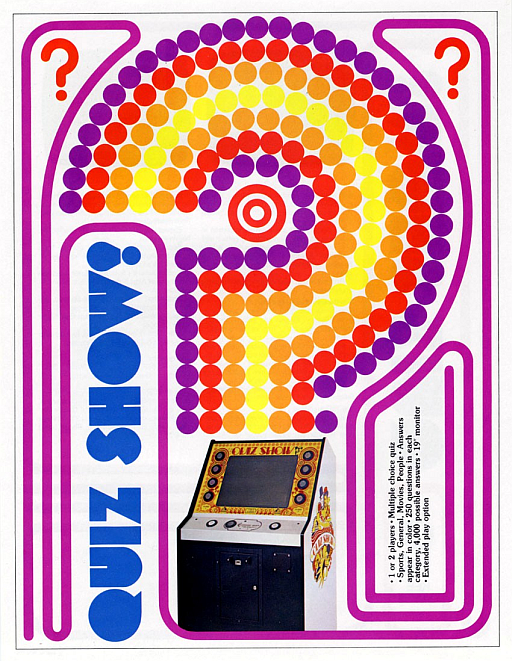 ?
?
QUIZ SHOW?
QUIZ SHOW
• 1 or 2 players • Multiple choice quiz
• Sports, General, Movies, People • Answers
appear in color • 250 questions in each
category, 4,000 possible answers • 19" monitor
• Extended play option